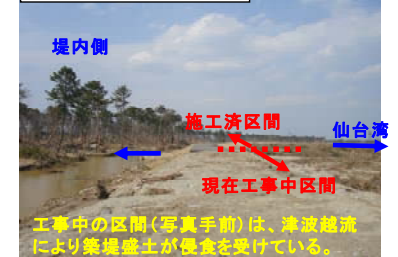 堤内側
施工済区間
仙台湾
現在工事中区間
工事中の区間（写真手前）は、津波越流
により築堤盛土が侵食を受けている。